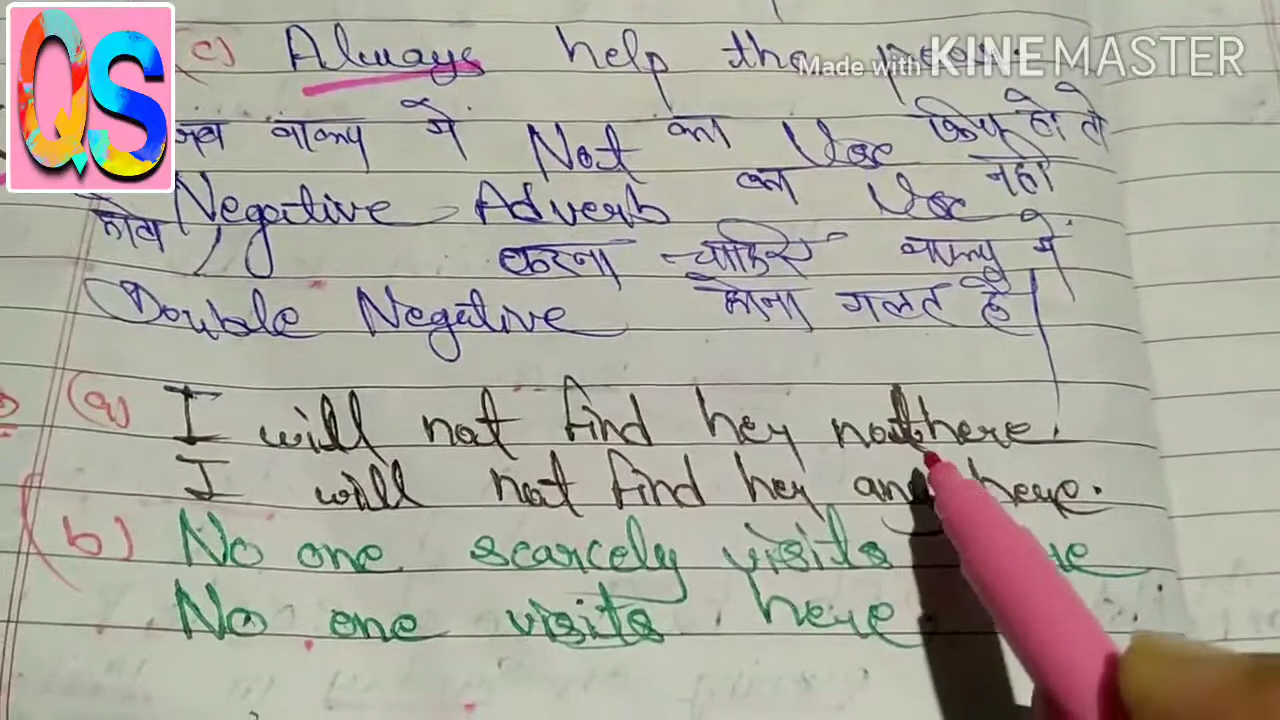 QS
(c) Always help the poor.
Made with KINEMASTER
जब वाक्य में Not का Use किए हो तो
Negative Adverb का Use नहीं
करना चाहिए वाक्य में
Double Negative होना गलत है।
(a) I will not find her nowhere.
I will not find her anywhere.
(b) No one scarcely visits
No one visits here.